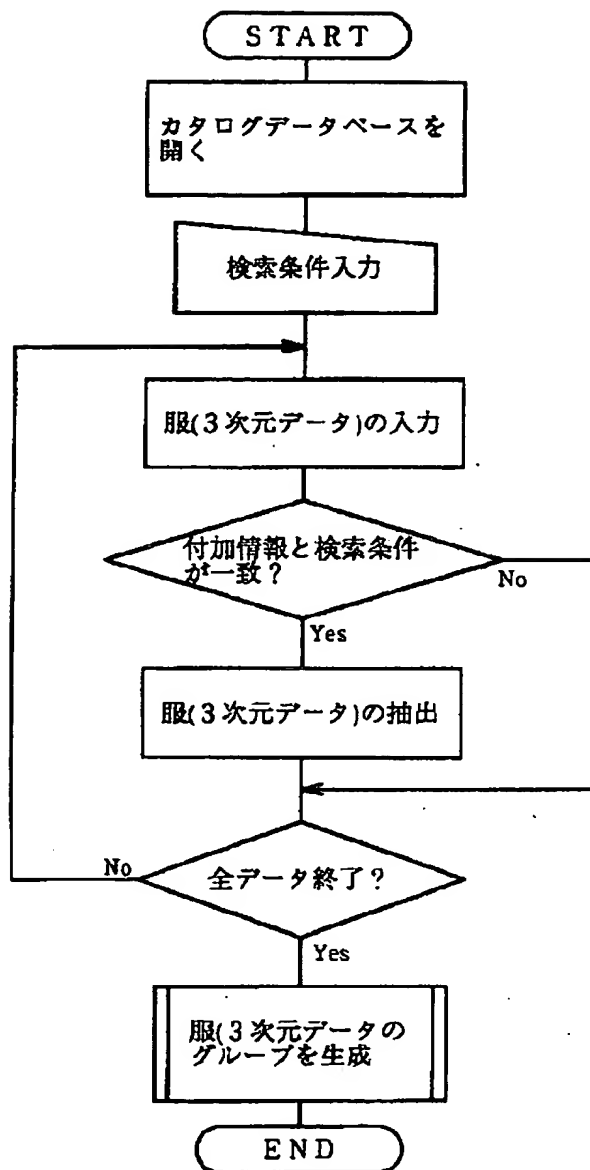 START
カタログデータベースを
開く
検索条件入力
服(3次元データ)の入力
付加情報と検索条件
が一致?
No
Yes
服(3次元データ)の抽出
No
全データ終了?
Yes
服(3次元データの
グループを生成
END